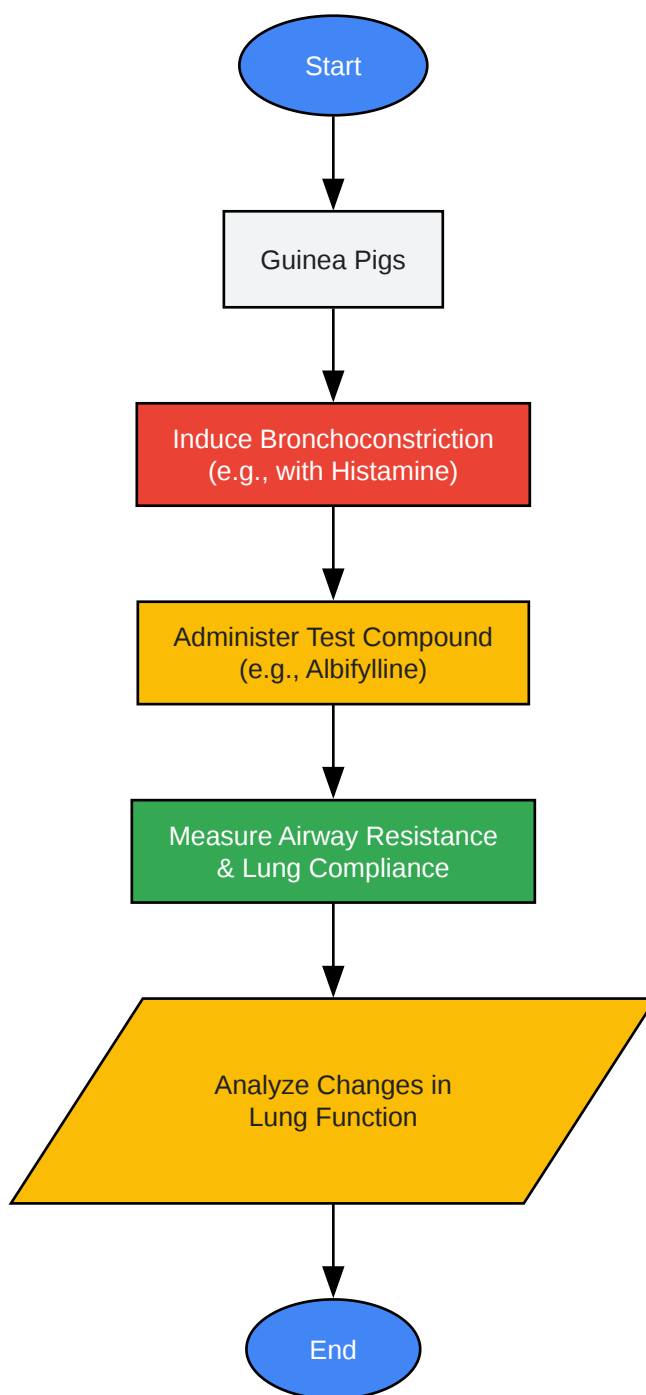 Start
Guinea Pigs
Induce Bronchoconstriction
(e.g., with Histamine)
Administer Test Compound
(e.g., Albifylline)
Measure Airway Resistance
& Lung Compliance
Analyze Changes in
Lung Function
End